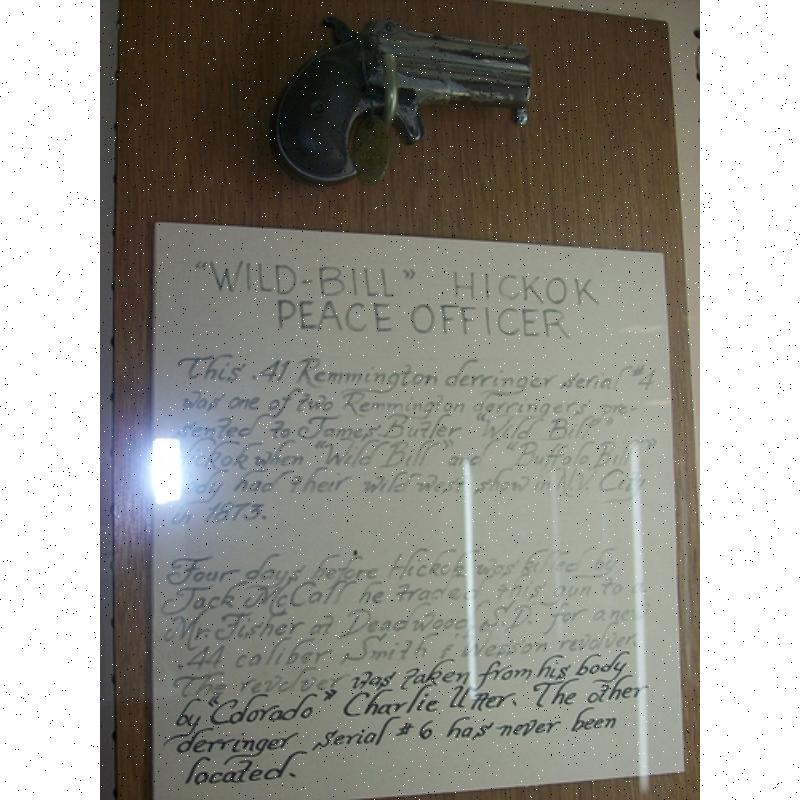 "WILD-BILL" HICKOK
PEACE OFFICER
This .41 Remmington derringer serial #4
was one of two Remmington derringers pre-
sented to James Butler "Wild Bill"
when "Wild Bill" and "Buffalo Bill"
had their wild west show in N.Y. City
in 1873.
Four days before Hickok was killed by
Jack McCall he traded this gun to a
Mr. Fisher at Deadwood S.D. for a new
.44 caliber Smith & Wesson revolver.
The revolver was taken from his body
by "Colorado" Charlie Utter. The other
derringer serial #6 has never been
located.